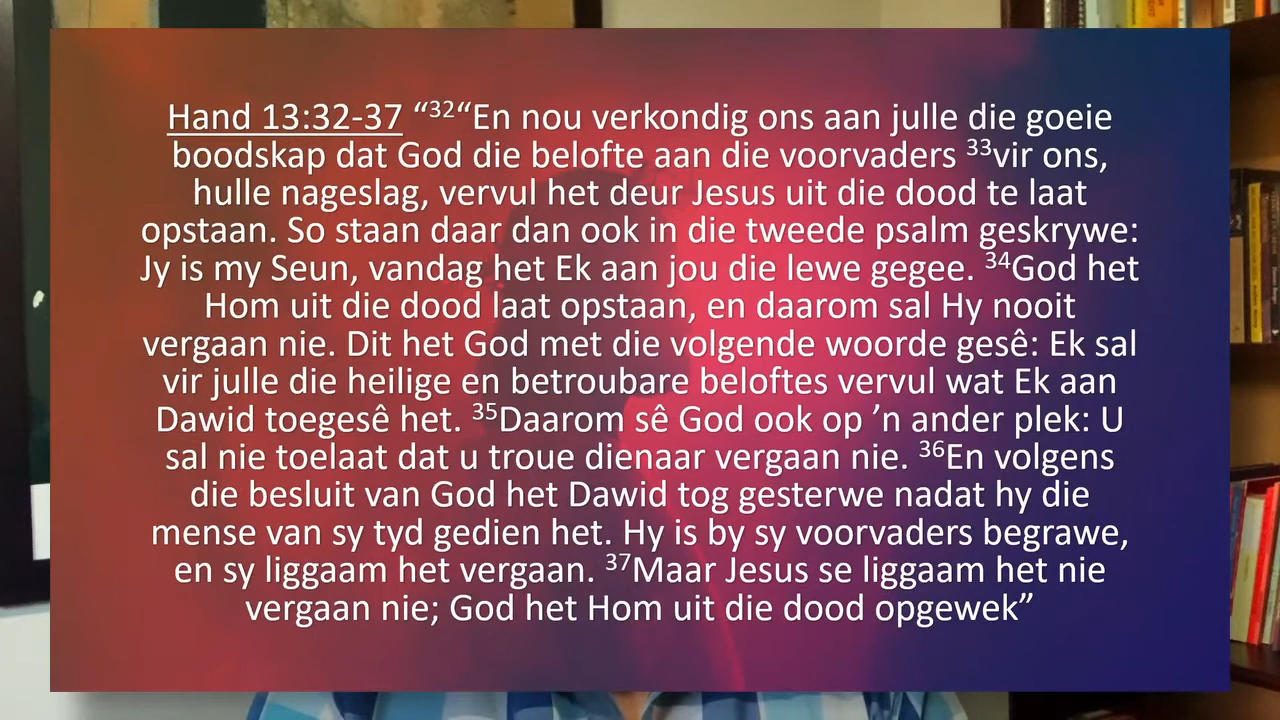 Hand 13:32-37 “³²“En nou verkondig ons aan julle die goeie
boodskap dat God die belofte aan die voorvaders ³³vir ons,
hulle nageslag, vervul het deur Jesus uit die dood te laat
opstaan. So staan daar dan ook in die tweede psalm geskrywe:
Jy is my Seun, vandag het Ek aan jou die lewe gegee. ³⁴God het
Hom uit die dood laat opstaan, en daarom sal Hy nooit
vergaan nie. Dit het God met die volgende woorde gesê: Ek sal
vir julle die heilige en betroubare beloftes vervul wat Ek aan
Dawid toegesê het. ³⁵Daarom sê God ook op ’n ander plek: U
sal nie toelaat dat u troue dienaar vergaan nie. ³⁶En volgens
die besluit van God het Dawid tog gesterwe nadat hy die
mense van sy tyd gedien het. Hy is by sy voorvaders begrawe,
en sy liggaam het vergaan. ³⁷Maar Jesus se liggaam het nie
vergaan nie; God het Hom uit die dood opgewek”